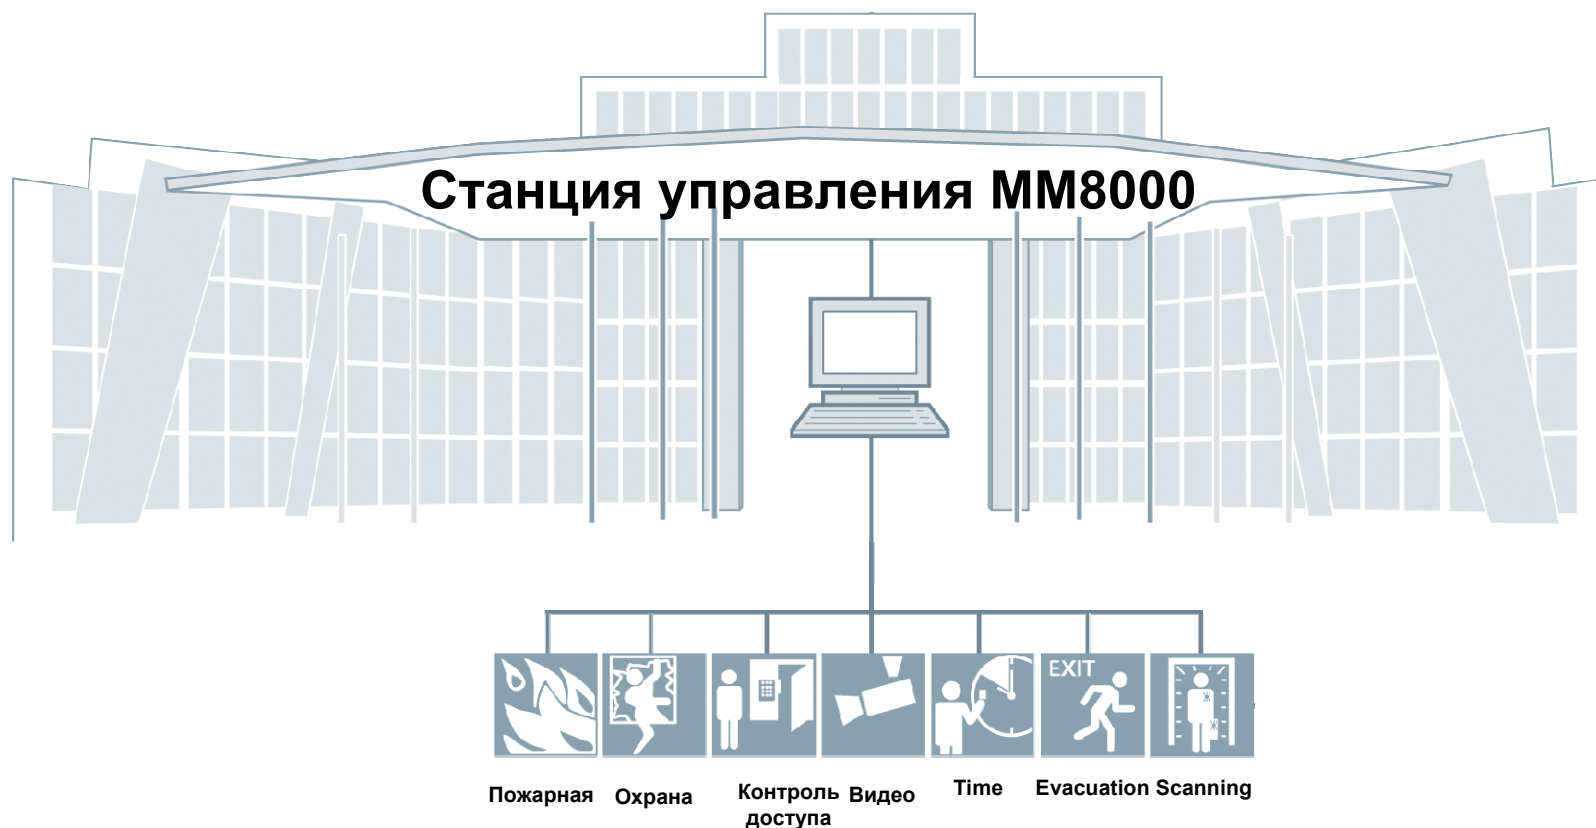 Станция управления MM8000
EXIT
Пожарная
Охрана
Контроль
доступа
Видео
Time
Evacuation
Scanning